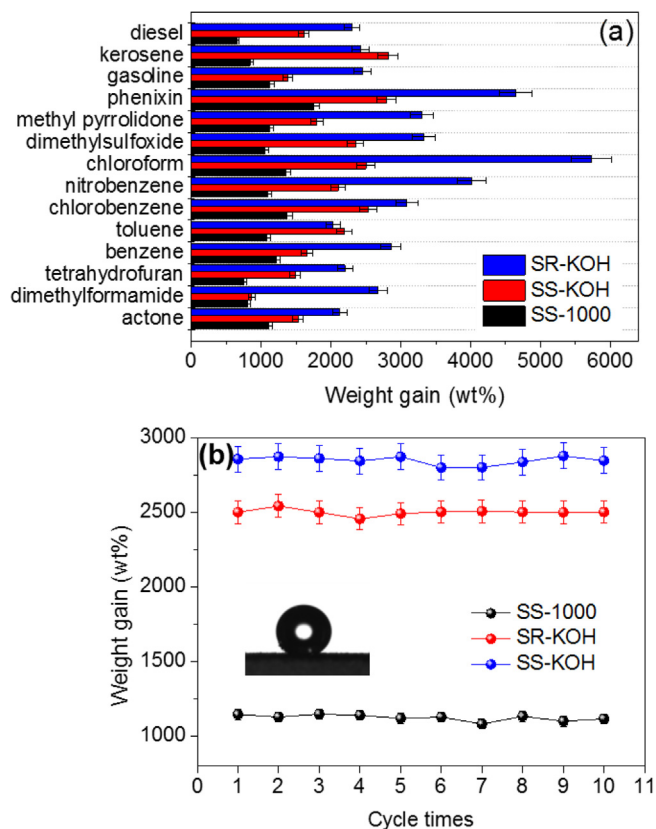 (a)
diesel
kerosene
gasoline
phenixin
methyl pyrrolidone
dimethylsulfoxide
chloroform
nitrobenzene
chlorobenzene
toluene
benzene
tetrahydrofuran
dimethylformamide
actone
SR-KOH
SS-KOH
SS-1000
0 1000 2000 3000 4000 5000 6000
Weight gain (wt%)
(b)
3000
2500
2000
1500
1000
Weight gain (wt%)
SS-1000
SR-KOH
SS-KOH
0 1 2 3 4 5 6 7 8 9 10
Cycle times